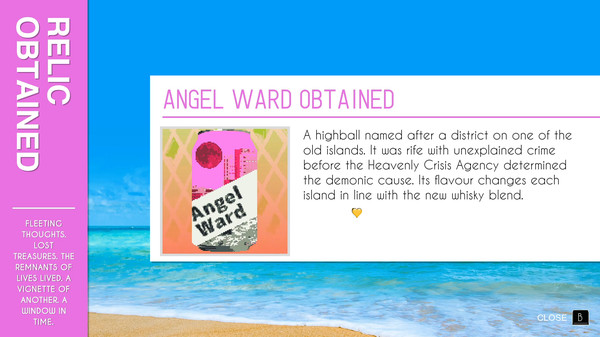 RELIC
OBTAINED
FLEETING
THOUGHTS.
LOST
TREASURES. THE
REMNANTS OF
LIVES LIVED. A
VIGNETTE OF
ANOTHER. A
WINDOW IN
TIME.
ANGEL WARD OBTAINED
Angel
Ward
A highball named after a district on one of the
old islands. It was rife with unexplained crime
before the Heavenly Crisis Agency determined
the demonic cause. Its flavour changes each
island in line with the new whisky blend.
CLOSE B